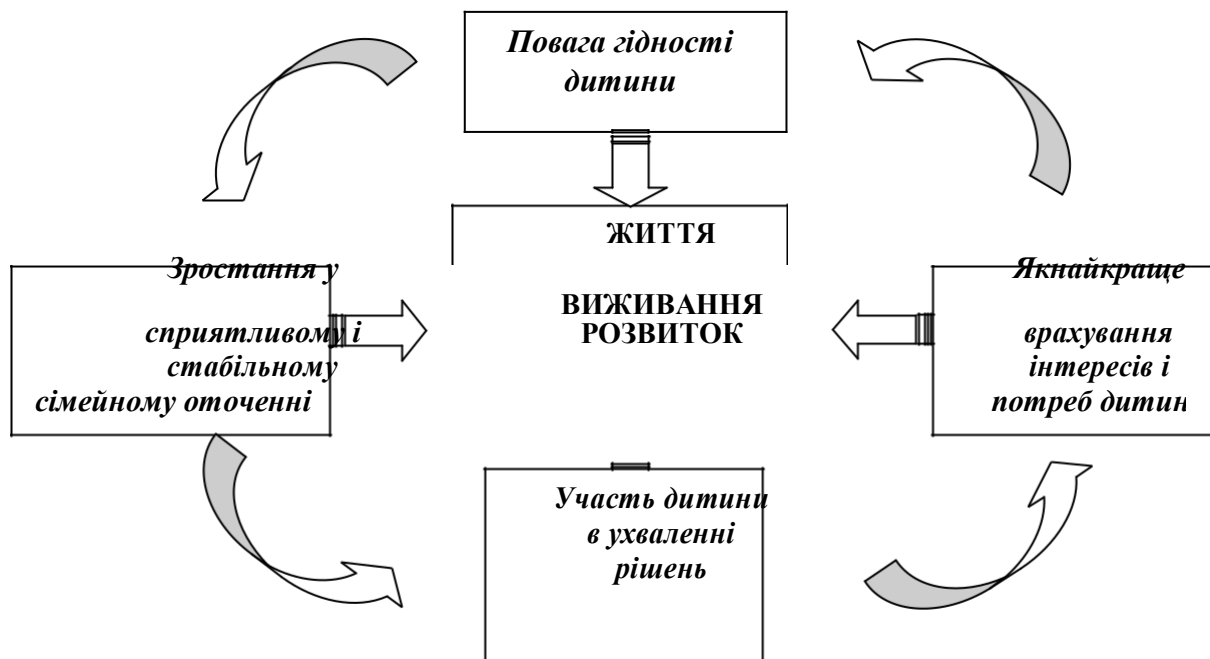 Повага гідності
дитини
ЖИТТЯ
ВИЖИВАННЯ
РОЗВИТОК
Зростання у
сприятливому і
стабільному
сімейному оточенні
Якнайкраще
врахування
інтересів і
потреб дитин
Участь дитини
в ухваленні
рішень